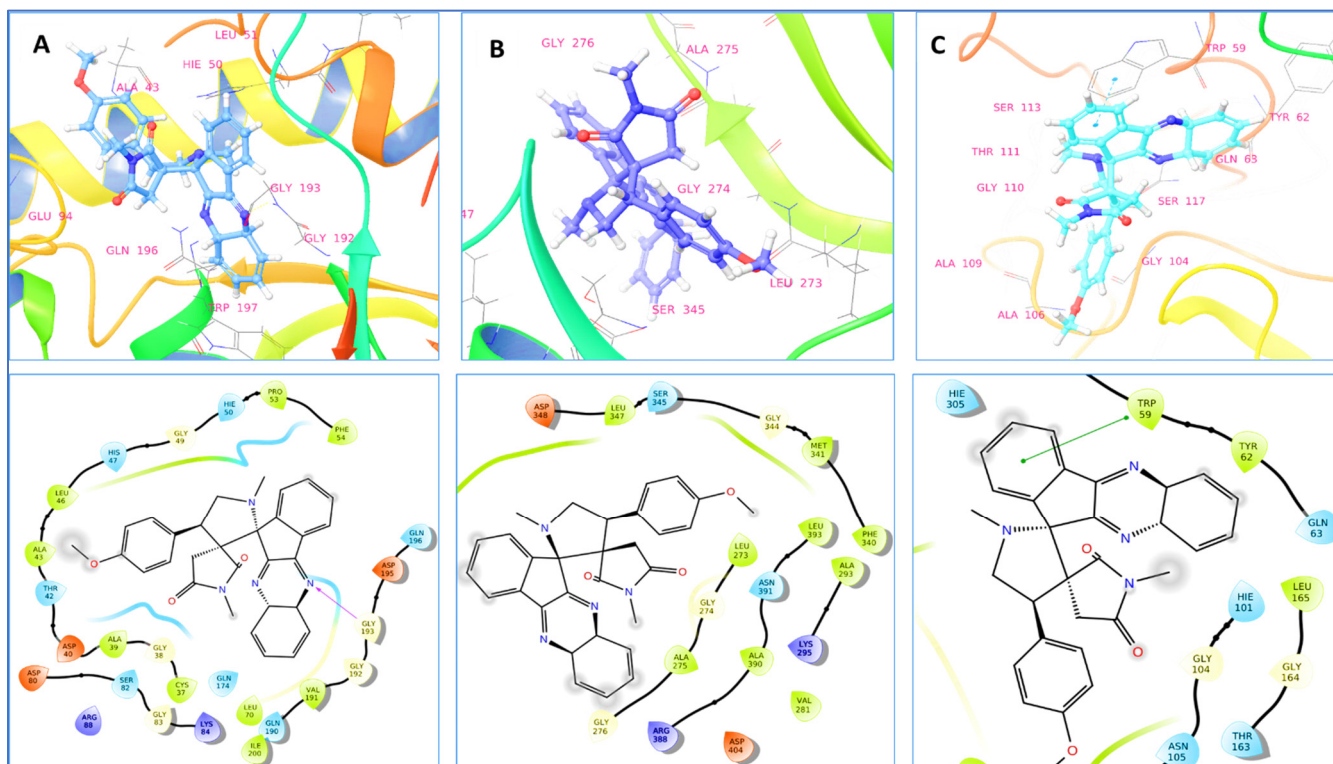 A
LEU 51
HIE 50
ALA 43
GLY 193
GLU 94
GLN 196
GLY 192
TRP 197
B
GLY 276
ALA 275
GLY 274
47
LEU 273
SER 345
C
TRP 59
SER 113
TYR 62
THR 111
GLN 63
GLY 110
SER 117
ALA 109
GLY 104
ALA 106
PRO
53
HIE
50
PHE
54
GLY
49
HIS
47
LEU
46
ALA
43
THR
42
ASP
40
ALA
39
GLY
38
CYS
37
ASP
80
SER
82
GLY
83
ARG
88
LYS
84
GLN
174
LEU
70
GLN
190
ILE
200
VAL
191
GLY
192
GLY
193
ASP
195
GLN
196
N
N
N
N
O
O
O
ASP
348
LEU
347
SER
345
GLY
344
MET
341
PHE
340
LEU
393
LEU
273
ASN
391
ALA
293
GLY
274
LYS
295
ALA
275
ALA
390
VAL
281
GLY
276
ARG
388
ASP
404
N
N
N
N
O
O
O
HIE
305
TRP
59
TYR
62
GLN
63
HIE
101
LEU
165
GLY
104
GLY
164
ASN
105
THR
163
N
N
N
N
O
O
O